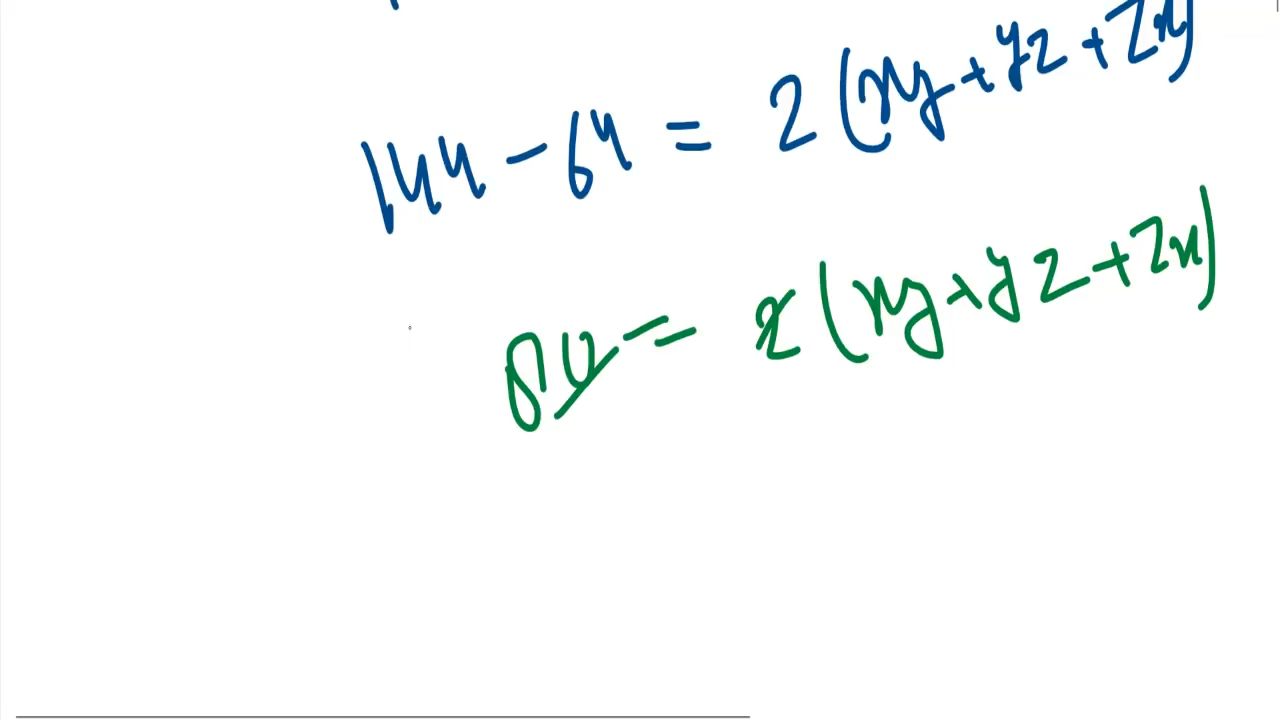 144 - 64 = 2 (xy + yz + zx)
80 = 2 (xy + yz + zx)